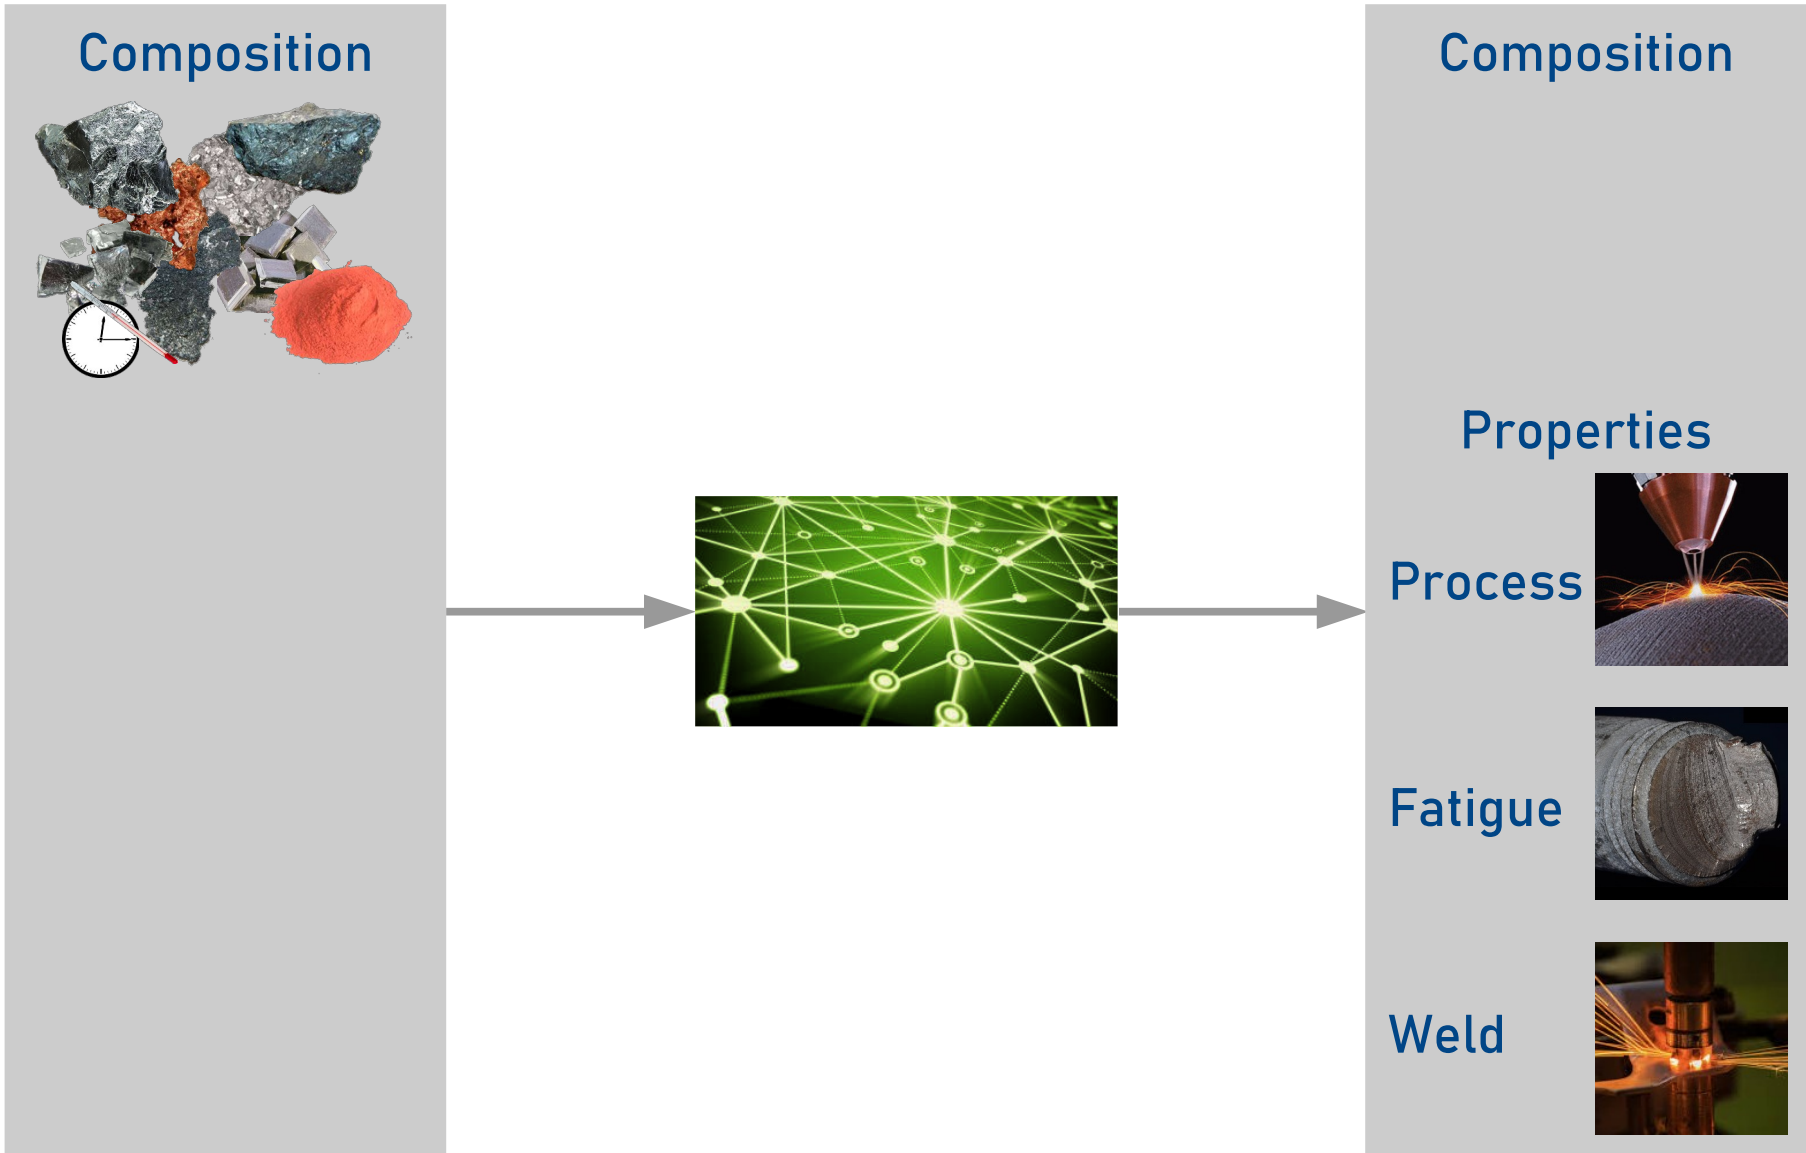 Composition
Composition
Properties
Process
Fatigue
Weld